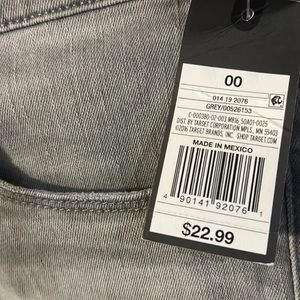 00
014 19 2076
GREY/00526153
C-000380-02-003 M816_50A01-0025
DIST. BY TARGET CORPORATION MPLS, MN 55403
©2016 TARGET BRANDS, INC. SHOP TARGET.COM
MADE IN MEXICO
4 90141 92076 1
$22.99